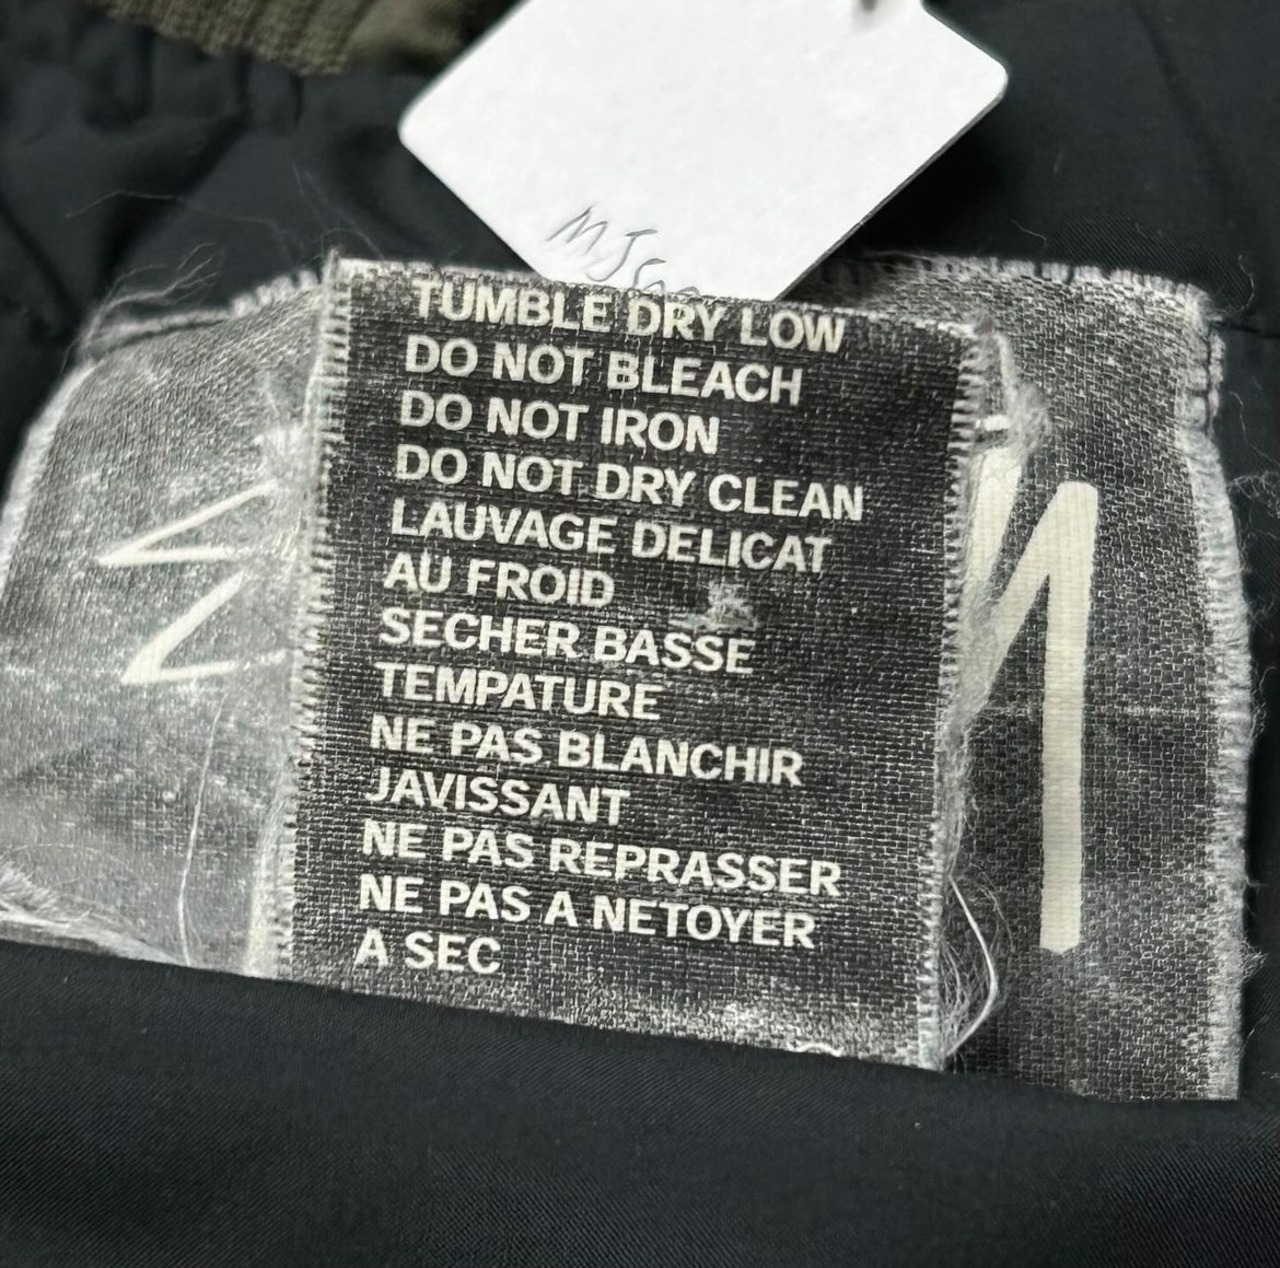 MJ
TUMBLE DRY LOW
DO NOT BLEACH
DO NOT IRON
DO NOT DRY CLEAN
LAUVAGE DELICAT
AU FROID
SECHER BASSE
TEMPATURE
NE PAS BLANCHIR
JAVISSANT
NE PAS REPRASSER
NE PAS A NETOYER
A SEC
M